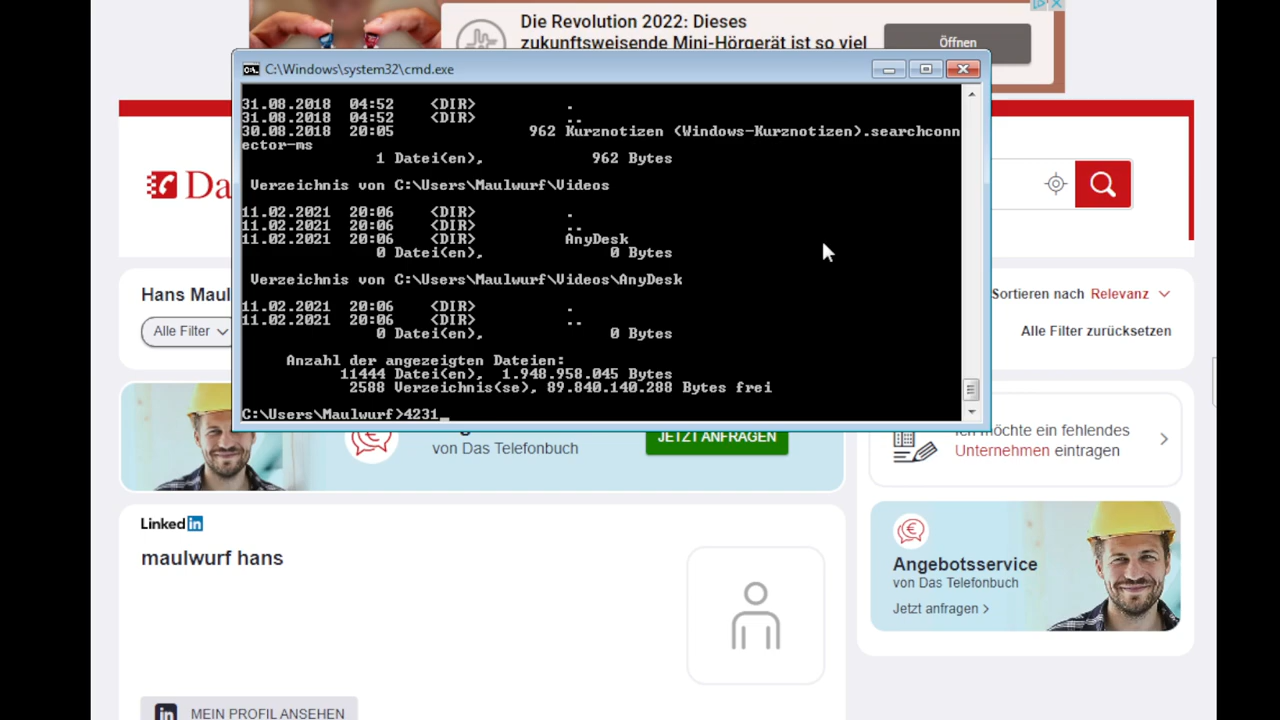 Die Revolution 2022: Dieses
zukunftsweisende Mini-Hörgerät ist so viel
Öffnen
C:\Windows\system32\cmd.exe
31.08.2018 04:52 <DIR> .
31.08.2018 04:52 <DIR> ..
30.08.2018 20:05 962 Kurznotizen (Windows-Kurznotizen).searchconn
ector-ms
1 Datei(en), 962 Bytes
Verzeichnis von C:\Users\Maulwurf\Videos
11.02.2021 20:06 <DIR> .
11.02.2021 20:06 <DIR> ..
11.02.2021 20:06 <DIR> AnyDesk
0 Datei(en), 0 Bytes
Verzeichnis von C:\Users\Maulwurf\Videos\AnyDesk
11.02.2021 20:06 <DIR> .
11.02.2021 20:06 <DIR> ..
0 Datei(en), 0 Bytes
Anzahl der angezeigten Dateien:
11444 Datei(en), 1.948.958.045 Bytes
2588 Verzeichnis(se), 89.840.140.288 Bytes frei
C:\Users\Maulwurf>4231_
Da
Hans Maul
Alle Filter
Sortieren nach Relevanz
Alle Filter zurücksetzen
von Das Telefonbuch
JETZT ANFRAGEN
Ich möchte ein fehlendes
Unternehmen eintragen
Linked in
maulwurf hans
in MEIN PROFIL ANSEHEN
Angebotsservice
von Das Telefonbuch
Jetzt anfragen >